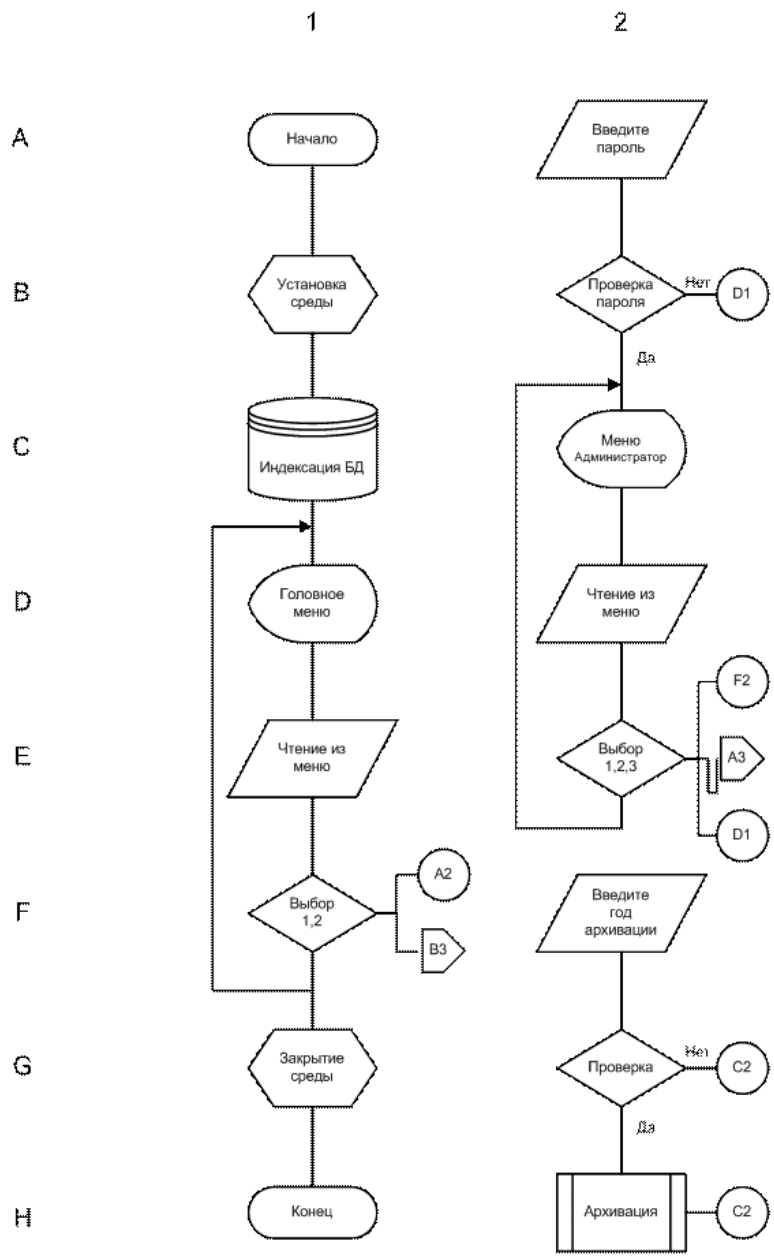 1
2
A
Начало
Введите
пароль
B
Установка
среды
Проверка
пароля
Нет
D1
Да
C
Индексация БД
Меню
Администратор
D
Головное
меню
Чтение из
меню
F2
E
Чтение из
меню
Выбор
1,2,3
A3
D1
F
Выбор
1,2
A2
B3
Введите
год
архивации
G
Закрытие
среды
Проверка
Нет
C2
Да
H
Конец
Архивация
C2